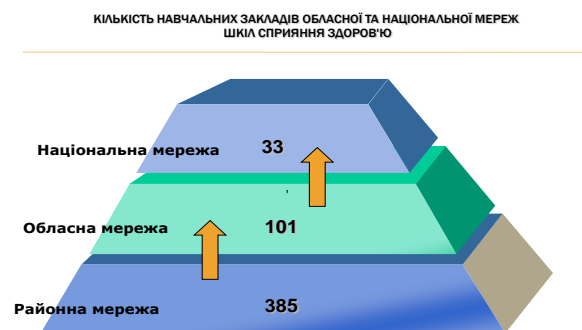 КІЛЬКІСТЬ НАВЧАЛЬНИХ ЗАКЛАДІВ ОБЛАСНОЇ ТА НАЦІОНАЛЬНОЇ МЕРЕЖ
ШКІЛ СПРИЯННЯ ЗДОРОВ'Ю
Національна мережа 33
,
Обласна мережа 101
Районна мережа 385